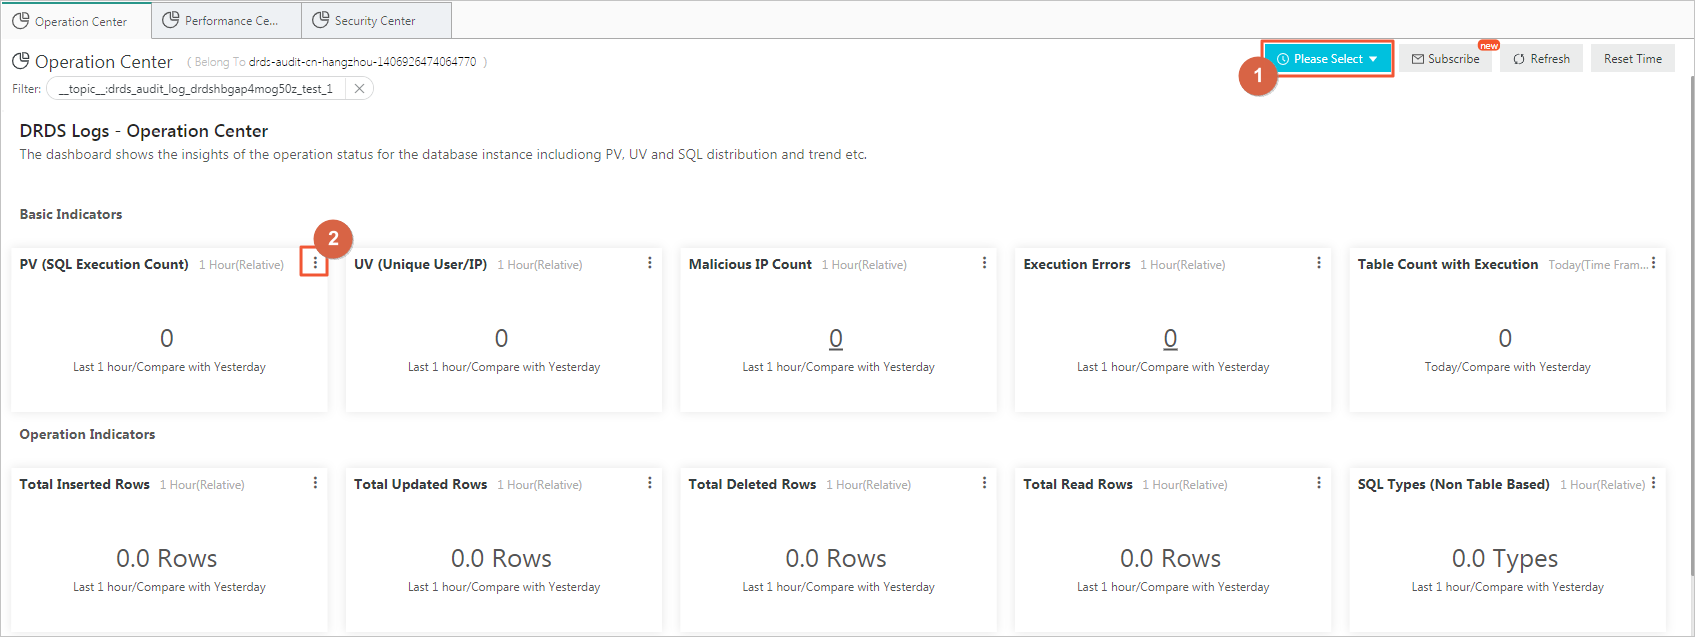 Operation Center
Performance Ce...
Security Center
Operation Center ( Belong To drds-audit-cn-hangzhou-1406926474064770 )
1
Please Select
Subscribe
new
Refresh
Reset Time
Filter: __topic__:drds_audit_log_drdshbgap4mog50z_test_1
DRDS Logs - Operation Center
The dashboard shows the insights of the operation status for the database instance includiong PV, UV and SQL distribution and trend etc.
Basic Indicators
2
PV (SQL Execution Count) 1 Hour(Relative)
0
Last 1 hour/Compare with Yesterday
UV (Unique User/IP) 1 Hour(Relative)
0
Last 1 hour/Compare with Yesterday
Malicious IP Count 1 Hour(Relative)
0
Last 1 hour/Compare with Yesterday
Execution Errors 1 Hour(Relative)
0
Last 1 hour/Compare with Yesterday
Table Count with Execution Today(Time Fram...
0
Today/Compare with Yesterday
Operation Indicators
Total Inserted Rows 1 Hour(Relative)
0.0 Rows
Last 1 hour/Compare with Yesterday
Total Updated Rows 1 Hour(Relative)
0.0 Rows
Last 1 hour/Compare with Yesterday
Total Deleted Rows 1 Hour(Relative)
0.0 Rows
Last 1 hour/Compare with Yesterday
Total Read Rows 1 Hour(Relative)
0.0 Rows
Last 1 hour/Compare with Yesterday
SQL Types (Non Table Based) 1 Hour(Relative)
0.0 Types
Last 1 hour/Compare with Yesterday